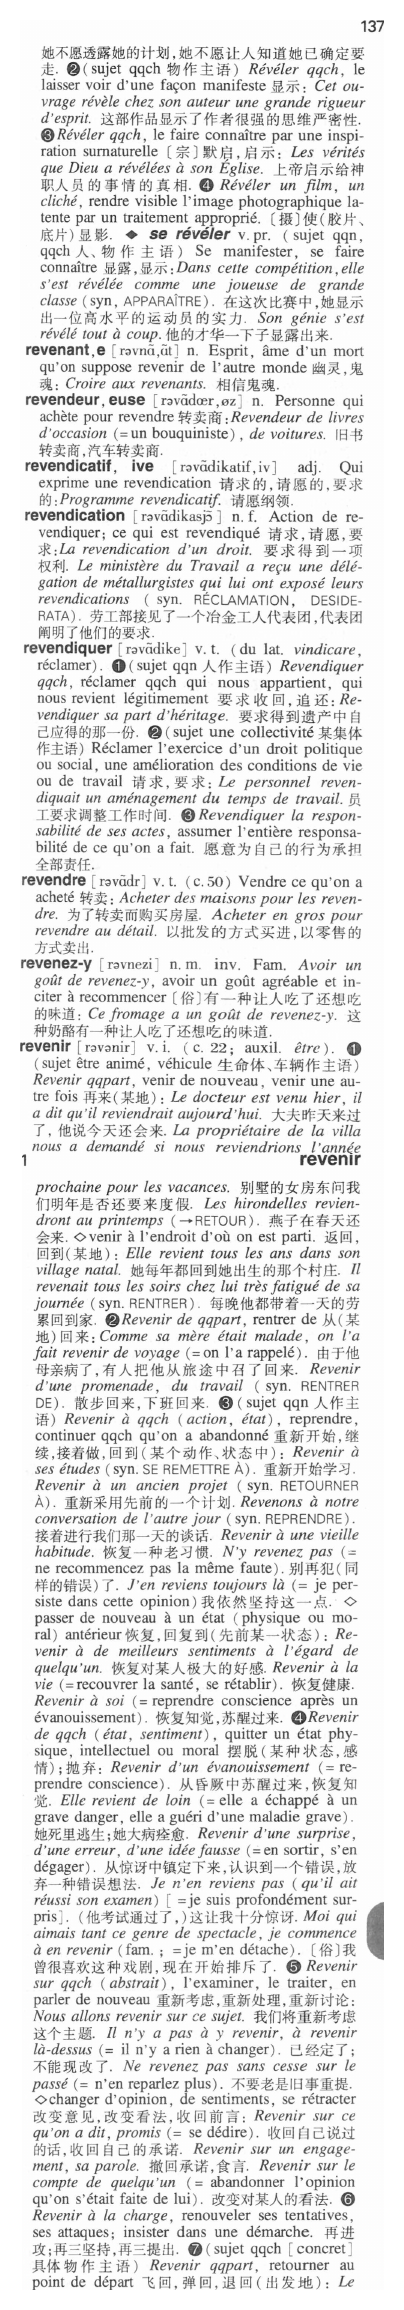 137
她不愿透露她的计划,她不愿让人知道她已确定要
走. ❷(sujet qqch 物作主语) Révéler qqch, le
laisser voir d'une façon manifeste 显示: Cet ou-
vrage révèle chez son auteur une grande rigueur
d'esprit. 这部作品显示了作者很强的思维严密性.
❸Révéler qqch, le faire connaître par une inspi-
ration surnaturelle〔宗〕默启,启示: Les vérités
que Dieu a révélées à son Église. 上帝启示给神
职人员的事情的真相. ❹ Révéler un film, un
cliché, rendre visible l'image photographique la-
tente par un traitement approprié.〔摄〕使(胶片、
底片)显影. ◆ se révéler v. pr. (sujet qqn,
qqch 人、物作主语) Se manifester, se faire
connaître 显露,显示:Dans cette compétition,elle
s'est révélée comme une joueuse de grande
classe (syn, APPARAÎTRE). 在这次比赛中,她显示
出一位高水平的运动员的实力. Son génie s'est
révélé tout à coup. 他的才华一下子显露出来.
revenant,e [rəvnɑ̃,ɑ̃t] n. Esprit, âme d'un mort
qu'on suppose revenir de l'autre monde 幽灵,鬼
魂: Croire aux revenants. 相信鬼魂.
revendeur, euse [rəvɑ̃dœr,øz] n. Personne qui
achète pour revendre 转卖商:Revendeur de livres
d'occasion (=un bouquiniste), de voitures. 旧书
转卖商,汽车转卖商.
revendicatif, ive [rəvɑ̃dikatif,iv] adj. Qui
exprime une revendication 请求的,请愿的,要求
的:Programme revendicatif. 请愿纲领.
revendication [rəvɑ̃dikasjɔ̃] n. f. Action de re-
vendiquer; ce qui est revendiqué 请求,请愿,要
求:La revendication d'un droit. 要求得到一项
权利. Le ministère du Travail a reçu une délé-
gation de métallurgistes qui lui ont exposé leurs
revendications (syn. RÉCLAMATION, DESIDE-
RATA). 劳工部接见了一个冶金工人代表团,代表团
阐明了他们的要求.
revendiquer [rəvɑ̃dike] v. t. (du lat. vindicare,
réclamer). ❶(sujet qqn 人作主语) Revendiquer
qqch, réclamer qqch qui nous appartient, qui
nous revient légitimement 要求收回,追还: Re-
vendiquer sa part d'héritage. 要求得到遗产中自
己应得的那一份. ❷(sujet une collectivité 某集体
作主语) Réclamer l'exercice d'un droit politique
ou social, une amélioration des conditions de vie
ou de travail 请求,要求: Le personnel reven-
diquait un aménagement du temps de travail. 员
工要求调整工作时间. ❸Revendiquer la respon-
sabilité de ses actes, assumer l'entière responsa-
bilité de ce qu'on a fait. 愿意为自己的行为承担
全部责任.
revendre [rəvɑ̃dr] v. t. (c. 50) Vendre ce qu'on a
acheté 转卖: Acheter des maisons pour les reven-
dre. 为了转卖而购买房屋. Acheter en gros pour
revendre au détail. 以批发的方式买进,以零售的
方式卖出.
revenez-y [rəvnezi] n. m. inv. Fam. Avoir un
goût de revenez-y, avoir un goût agréable et in-
citer à recommencer〔俗〕有一种让人吃了还想吃
的味道: Ce fromage a un goût de revenez-y. 这
种奶酪有一种让人吃了还想吃的味道.
revenir [rəvənir] v. i. (c. 22; auxil. être). ❶
(sujet être animé, véhicule 生命体、车辆作主语)
Revenir qqpart, venir de nouveau, venir une au-
tre fois 再来(某地): Le docteur est venu hier, il
a dit qu'il reviendrait aujourd'hui. 大夫昨天来过
了, 他说今天还会来. La propriétaire de la villa
nous a demandé si nous reviendrions l'année
1 revenir
prochaine pour les vacances. 别墅的女房东问我
们明年是否还要来度假. Les hirondelles revien-
dront au printemps (→RETOUR). 燕子在春天还
会来. ◇venir à l'endroit d'où on est parti. 返回,
回到(某地): Elle revient tous les ans dans son
village natal. 她每年都回到她出生的那个村庄. Il
revenait tous les soirs chez lui très fatigué de sa
journée (syn. RENTRER). 每晚他都带着一天的劳
累回到家. ❷Revenir de qqpart, rentrer de 从(某
地)回来:Comme sa mère était malade, on l'a
fait revenir de voyage (=on l'a rappelé). 由于他
母亲病了,有人把他从旅途中召了回来. Revenir
d'une promenade, du travail (syn. RENTRER
DE). 散步回来,下班回来. ❸(sujet qqn 人作主
语) Revenir à qqch (action, état), reprendre,
continuer qqch qu'on a abandonné 重新开始,继
续,接着做,回到(某个动作、状态中): Revenir à
ses études (syn. SE REMETTRE À). 重新开始学习.
Revenir à un ancien projet (syn. RETOURNER
À). 重新采用先前的一个计划. Revenons à notre
conversation de l'autre jour (syn. REPRENDRE).
接着进行我们那一天的谈话. Revenir à une vieille
habitude. 恢复一种老习惯. N'y revenez pas (=
ne recommencez pas la même faute). 别再犯(同
样的错误)了. J'en reviens toujours là (= je per-
siste dans cette opinion)我依然坚持这一点. ◇
passer de nouveau à un état (physique ou mo-
ral) antérieur 恢复,回复到(先前某一状态): Re-
venir à de meilleurs sentiments à l'égard de
quelqu'un. 恢复对某人极大的好感. Revenir à la
vie (=recouvrer la santé, se rétablir). 恢复健康.
Revenir à soi (=reprendre conscience après un
évanouissement). 恢复知觉,苏醒过来. ❹Revenir
de qqch (état, sentiment), quitter un état phy-
sique, intellectuel ou moral 摆脱(某种状态,感
情);抛弃: Revenir d'un évanouissement (= re-
prendre conscience). 从昏厥中苏醒过来,恢复知
觉. Elle revient de loin (=elle a échappé à un
grave danger, elle a guéri d'une maladie grave).
她死里逃生;她大病痊愈. Revenir d'une surprise,
d'une erreur, d'une idée fausse (=en sortir, s'en
dégager). 从惊讶中镇定下来,认识到一个错误,放
弃一种错误想法. Je n'en reviens pas (qu'il ait
réussi son examen) [=je suis profondément sur-
pris]. (他考试通过了,)这让我十分惊讶. Moi qui
aimais tant ce genre de spectacle, je commence
à en revenir (fam. ; =je m'en détache).〔俗〕我
曾很喜欢这种戏剧,现在开始排斥了. ❺ Revenir
sur qqch (abstrait), l'examiner, le traiter, en
parler de nouveau 重新考虑,重新处理,重新讨论:
Nous allons revenir sur ce sujet. 我们将重新考虑
这个主题. Il n'y a pas à y revenir, à revenir
là-dessus (= il n'y a rien à changer). 已经定了;
不能现改了. Ne revenez pas sans cesse sur le
passé (= n'en reparlez plus). 不要老是旧事重提.
◇changer d'opinion, de sentiments, se rétracter
改变意见,改变看法,收回前言: Revenir sur ce
qu'on a dit, promis (= se dédire). 收回自己说过
的话,收回自己的承诺. Revenir sur un engage-
ment, sa parole. 撤回承诺,食言. Revenir sur le
compte de quelqu'un (= abandonner l'opinion
qu'on s'était faite de lui). 改变对某人的看法. ❻
Revenir à la charge, renouveler ses tentatives,
ses attaques; insister dans une démarche. 再进
攻;再三坚持,再三提出. ❼(sujet qqch [concret]
具体物作主语) Revenir qqpart, retourner au
point de départ 飞回,弹回,退回(出发地): Le